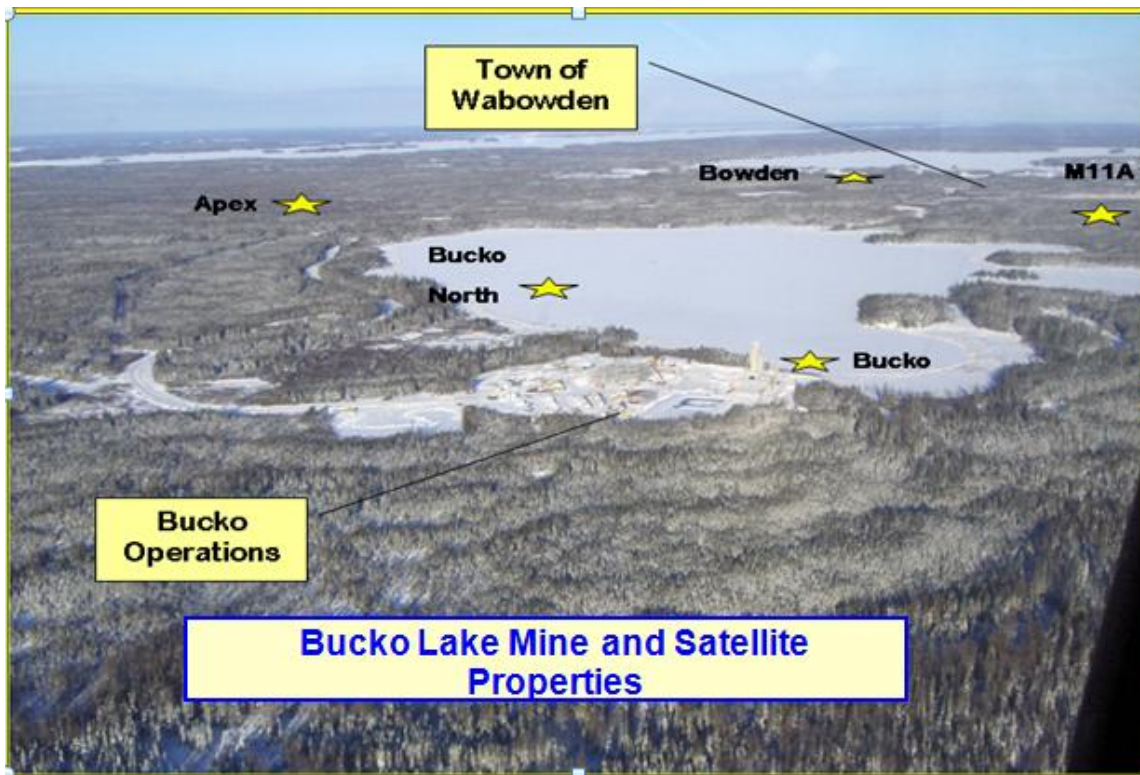 Town of
Wabowden
Bowden
M11A
Apex
Bucko
North
Bucko
Bucko
Operations
Bucko Lake Mine and Satellite
Properties